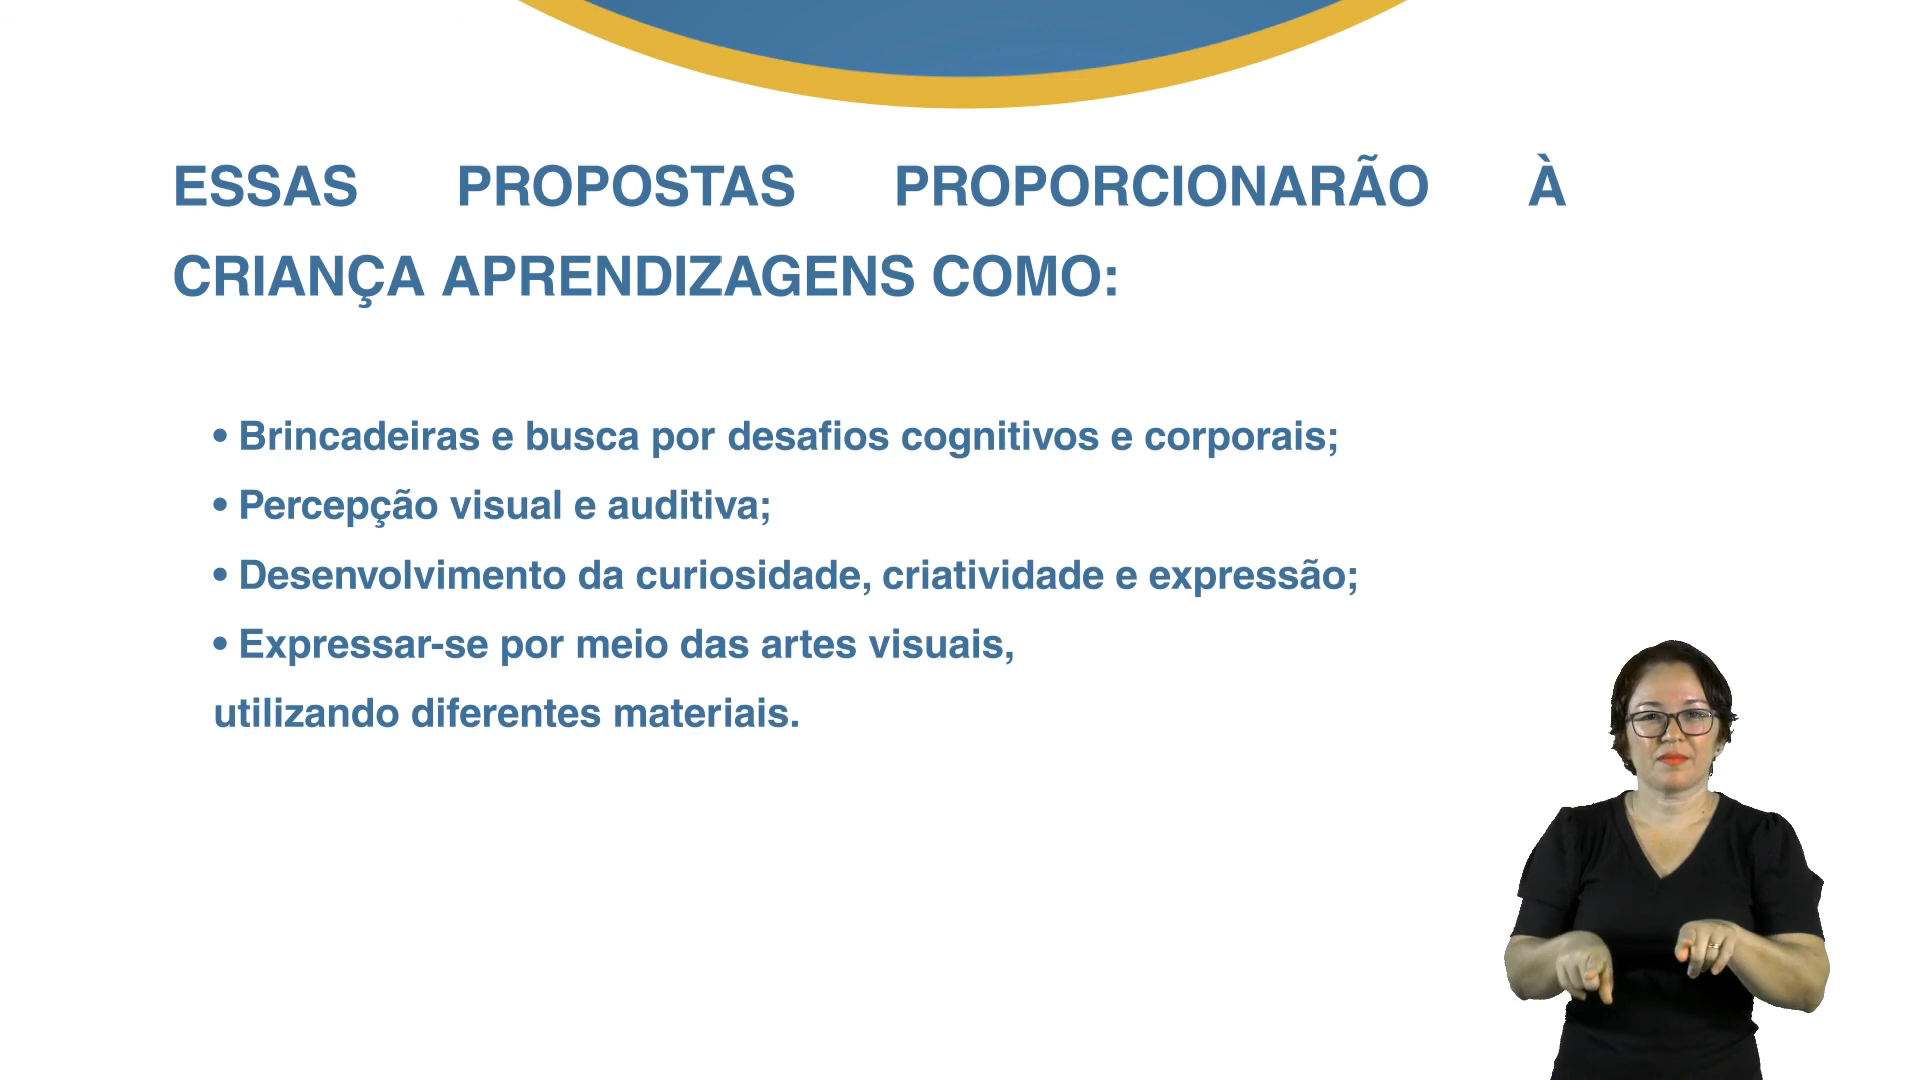 ESSAS PROPOSTAS PROPORCIONARÃO À
CRIANÇA APRENDIZAGENS COMO:
• Brincadeiras e busca por desafios cognitivos e corporais;
• Percepção visual e auditiva;
• Desenvolvimento da curiosidade, criatividade e expressão;
• Expressar-se por meio das artes visuais,
utilizando diferentes materiais.